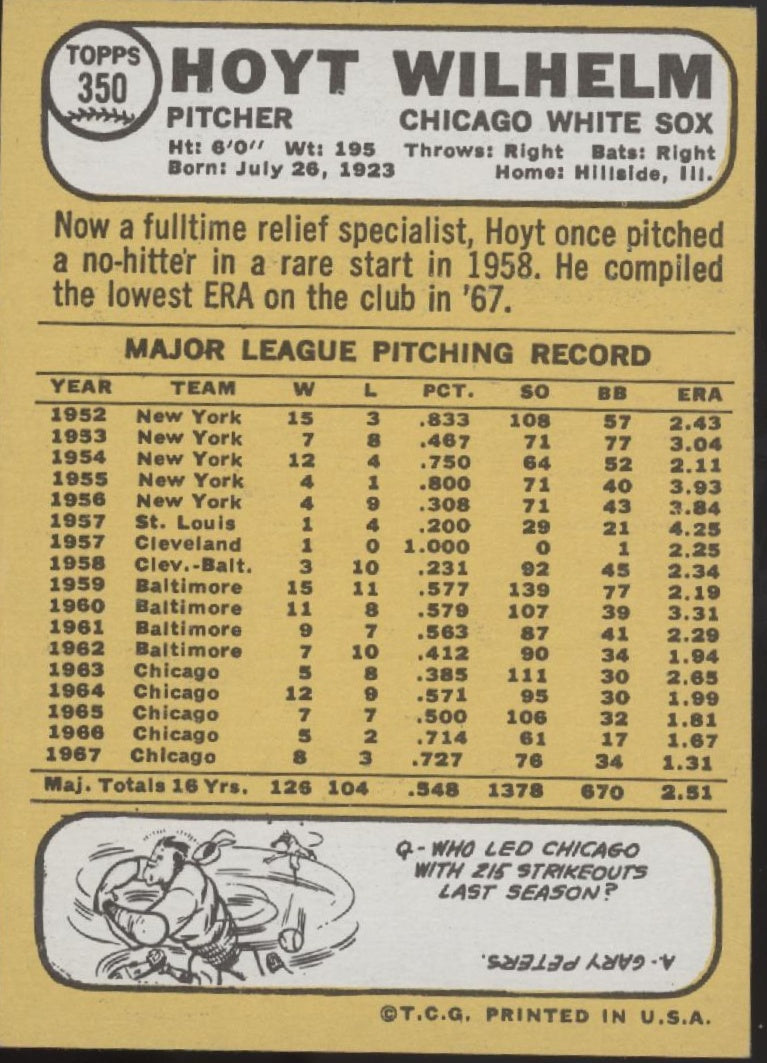 TOPPS
350
HOYT WILHELM
PITCHER CHICAGO WHITE SOX
Ht: 6'0" Wt: 195 Throws: Right Bats: Right
Born: July 26, 1923 Home: Hillside, Ill.
Now a fulltime relief specialist, Hoyt once pitched
a no-hitter in a rare start in 1958. He compiled
the lowest ERA on the club in '67.
MAJOR LEAGUE PITCHING RECORD
YEAR TEAM W L PCT. SO BB ERA
1952 New York 15 3 .833 108 57 2.43
1953 New York 7 8 .467 71 77 3.04
1954 New York 12 4 .750 64 52 2.11
1955 New York 4 1 .800 71 40 3.93
1956 New York 4 9 .308 71 43 3.84
1957 St. Louis 1 4 .200 29 21 4.25
1957 Cleveland 1 0 1.000 0 1 2.25
1958 Clev.-Balt. 3 10 .231 92 45 2.34
1959 Baltimore 15 11 .577 139 77 2.19
1960 Baltimore 11 8 .579 107 39 3.31
1961 Baltimore 9 7 .563 87 41 2.29
1962 Baltimore 7 10 .412 90 34 1.94
1963 Chicago 5 8 .385 111 30 2.65
1964 Chicago 12 9 .571 95 30 1.99
1965 Chicago 7 7 .500 106 32 1.81
1966 Chicago 5 2 .714 61 17 1.67
1967 Chicago 8 3 .727 76 34 1.31
Maj. Totals 16 Yrs. 126 104 .548 1378 670 2.51
Q- WHO LED CHICAGO
WITH 215 STRIKEOUTS
LAST SEASON?
A- GARY PETERS.
©T.C.G. PRINTED IN U.S.A.